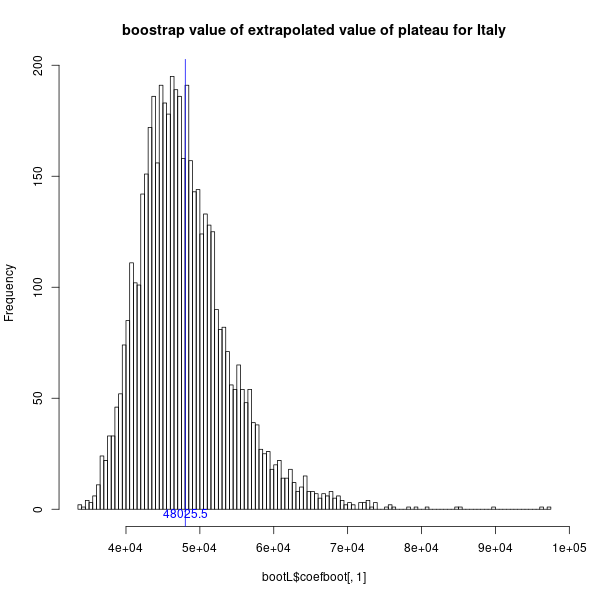 boostrap value of extrapolated value of plateau for Italy
Frequency
200
150
100
50
0
48025.5
4e+04 5e+04 6e+04 7e+04 8e+04 9e+04 1e+05
bootL$coefboot[, 1]